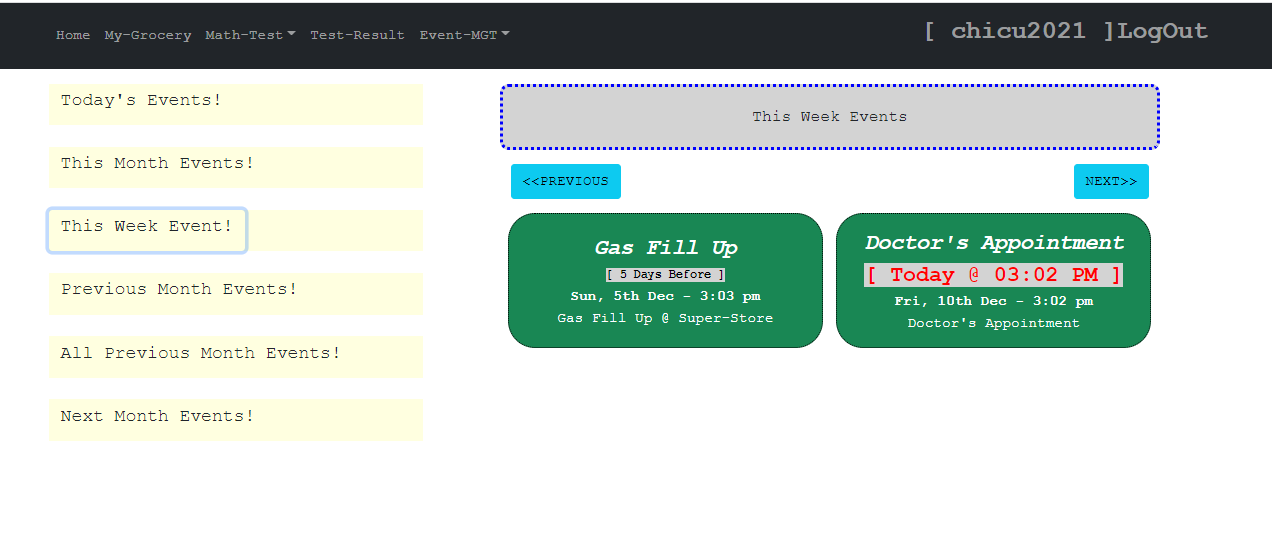 Home My-Grocery Math-Test Test-Result Event-MGT [ chicu2021 ]LogOut
Today's Events!
This Month Events!
This Week Event!
Previous Month Events!
All Previous Month Events!
Next Month Events!
This Week Events
<<PREVIOUS NEXT>>
Gas Fill Up
[ 5 Days Before ]
Sun, 5th Dec - 3:03 pm
Gas Fill Up @ Super-Store
Doctor's Appointment
[ Today @ 03:02 PM ]
Fri, 10th Dec - 3:02 pm
Doctor's Appointment